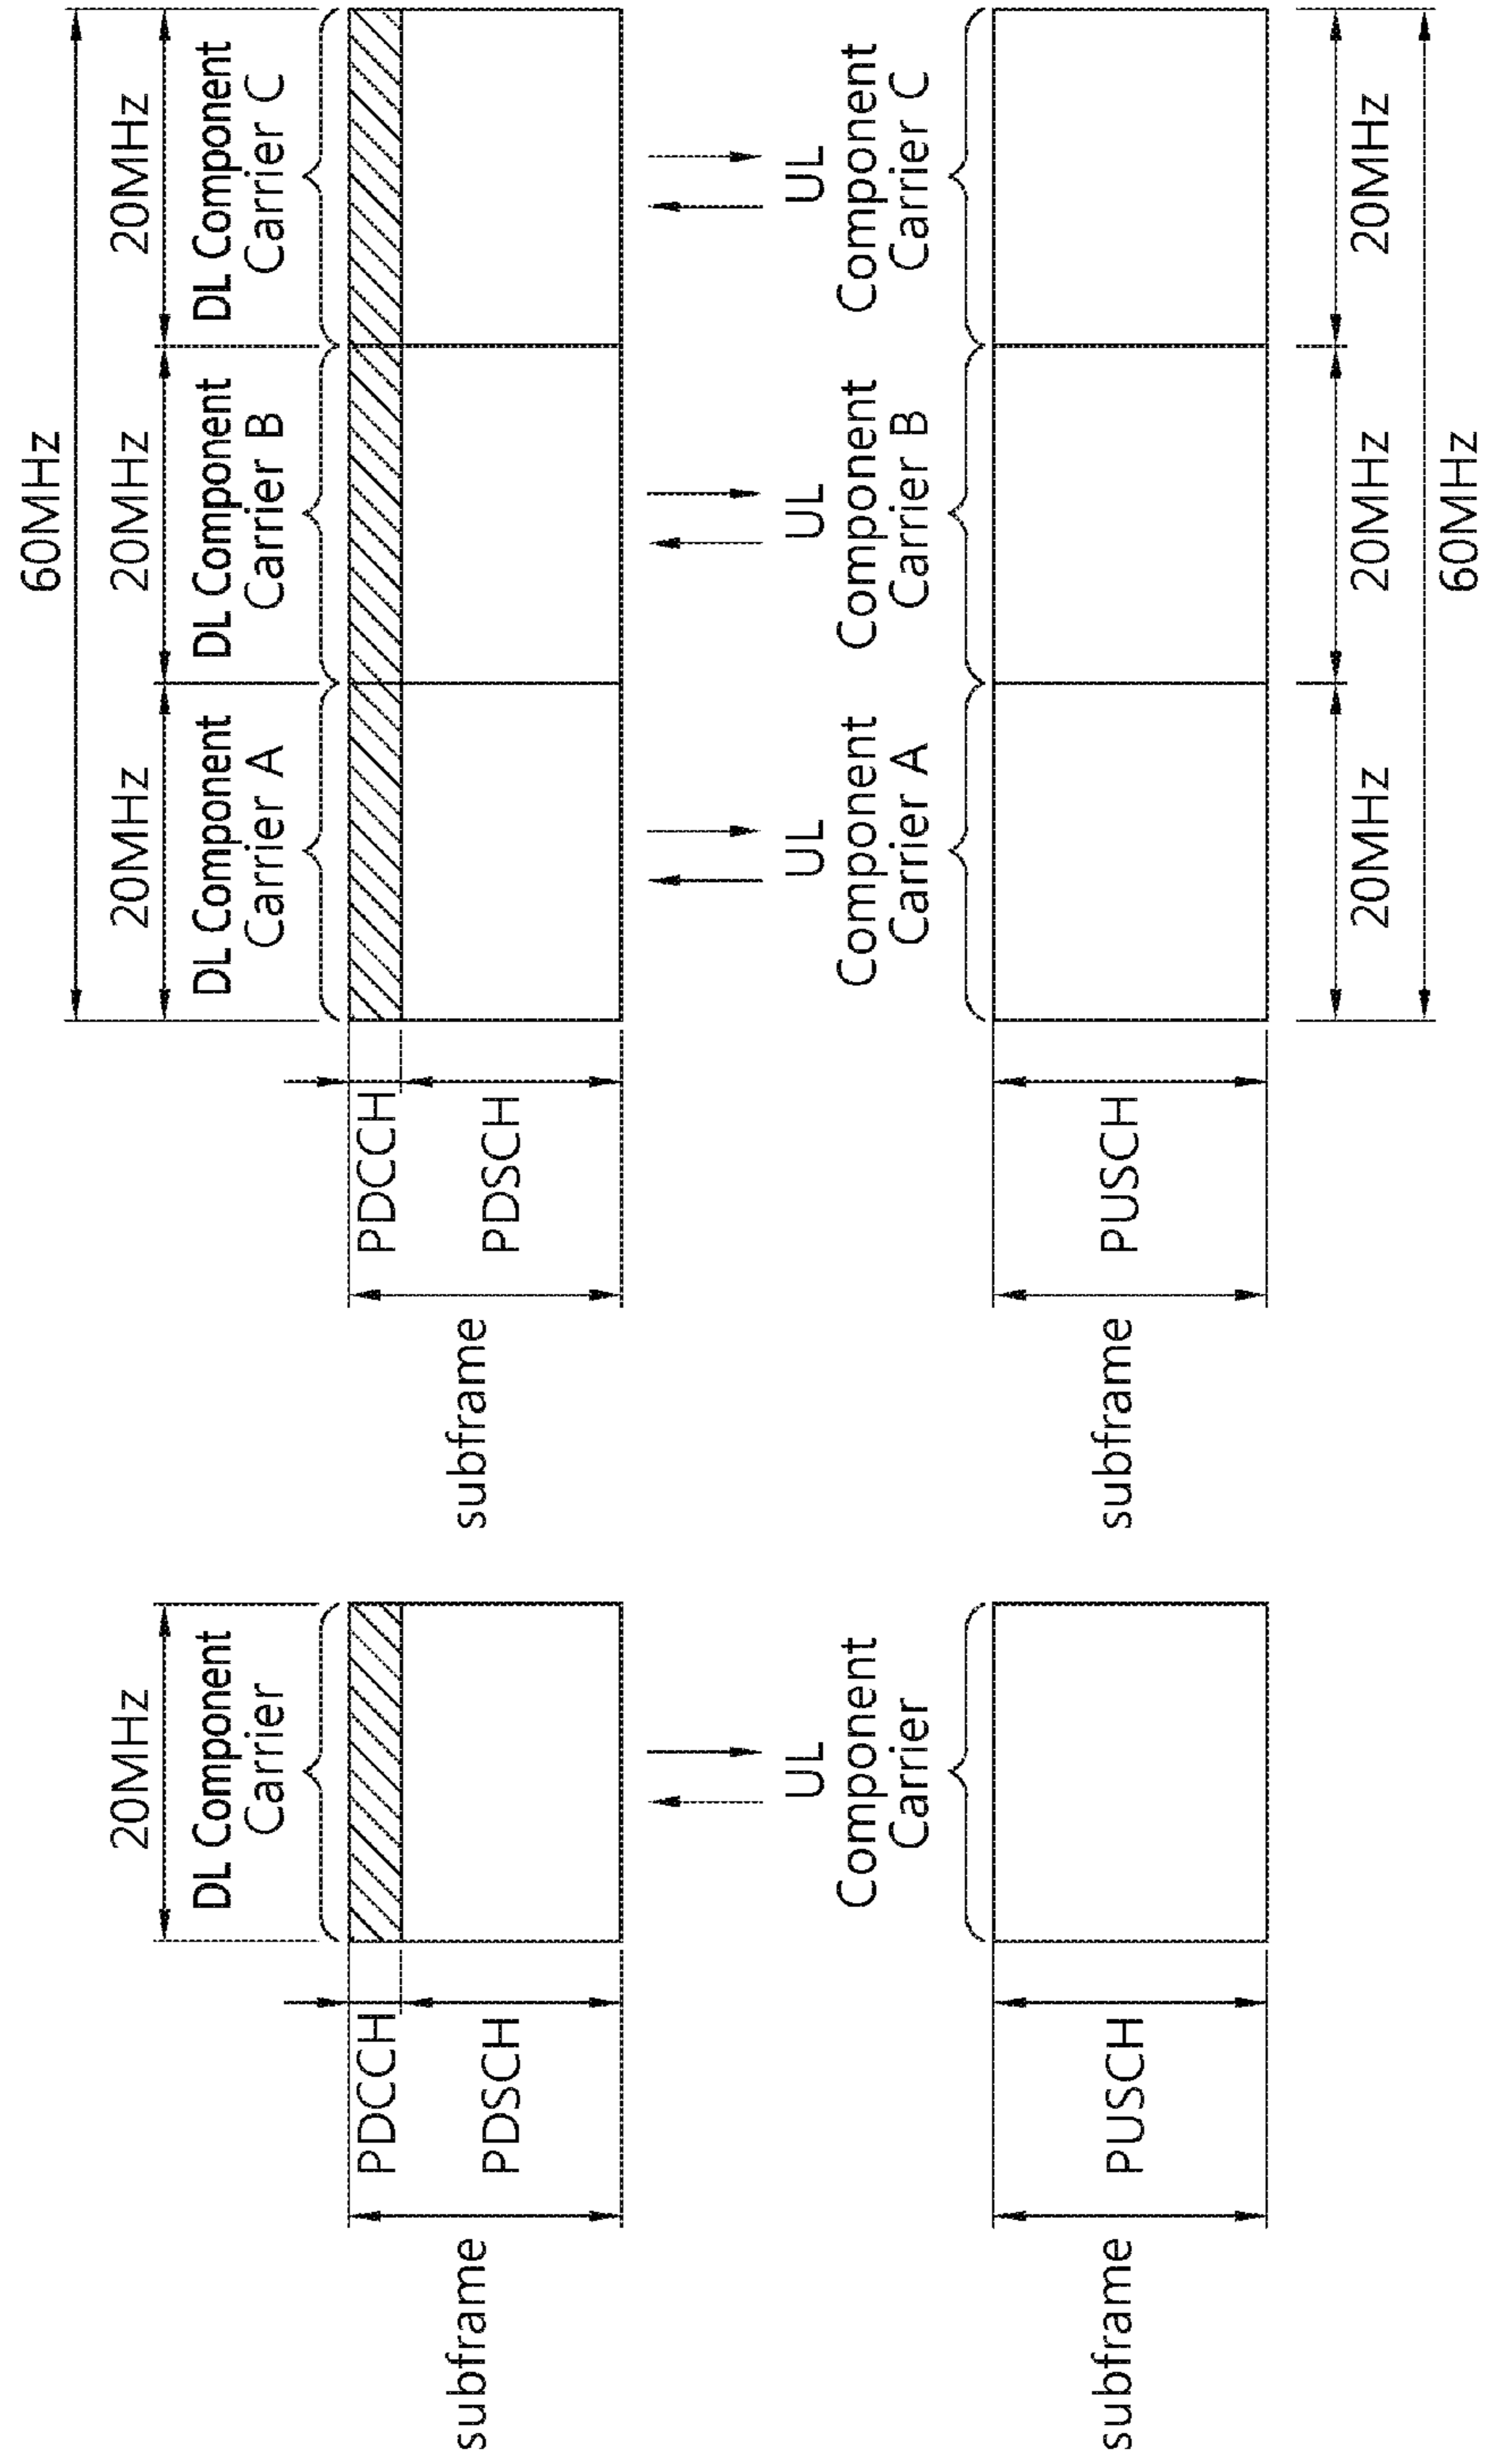 20MHz
DL Component
Carrier
PDCCH
PDSCH
subframe
UL
Component
Carrier
PUSCH
subframe
60MHz
20MHz
20MHz
20MHz
DL Component
Carrier A
DL Component
Carrier B
DL Component
Carrier C
PDCCH
PDSCH
subframe
UL
Component
Carrier A
UL
Component
Carrier B
UL
Component
Carrier C
PUSCH
subframe
20MHz
20MHz
20MHz
60MHz